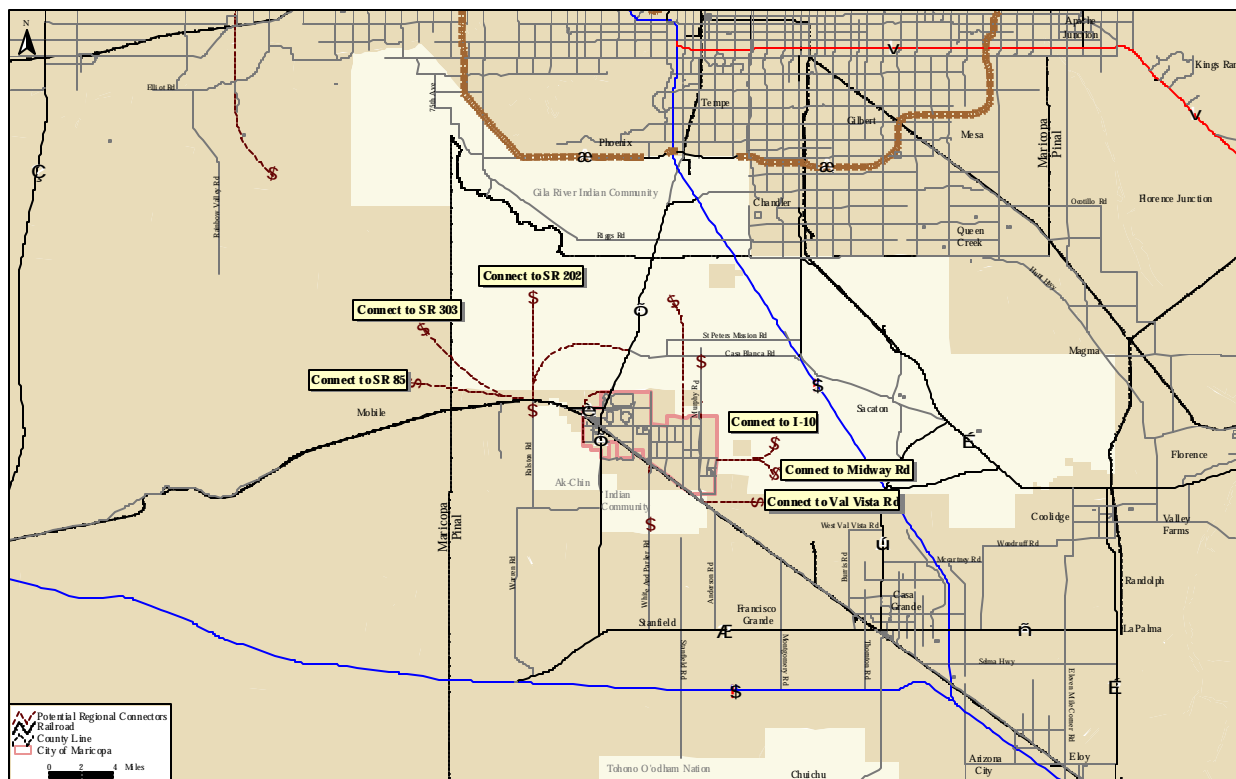 N
Apache
Junction
Kings Ran
Elliot Rd
75th Ave
Tempe
Gilbert
Mesa
Phoenix
Maricopa
Pinal
Rainbow Valley Rd
Gila River Indian Community
Chandler
Ocotillo Rd
Florence Junction
Riggs Rd
Queen
Creek
Hunt Hwy
Connect to SR 202
Connect to SR 303
St Peters Mission Rd
Casa Blanca Rd
Magma
Connect to SR 85
Murphy Rd
Mobile
Sacaton
Connect to I-10
Ralston Rd
Connect to Midway Rd
Florence
Ak-Chin
Indian
Community
Connect to Val Vista Rd
Maricopa
Pinal
West Val Vista Rd
Coolidge
Valley
Farms
Woodruff Rd
Mccartney Rd
Warren Rd
White And Parker Rd
Anderson Rd
Burris Rd
Randolph
Casa
Grande
Francisco
Grande
Stanfield
La Palma
Stanfield Rd
Montgomery Rd
Thornton Rd
Selma Hwy
Eleven Mile Corner Rd
Potential Regional Connectors
Railroad
County Line
City of Maricopa
0 2 4 Miles
Arizona
City
Eloy
Tohono O'odham Nation
Chuichu